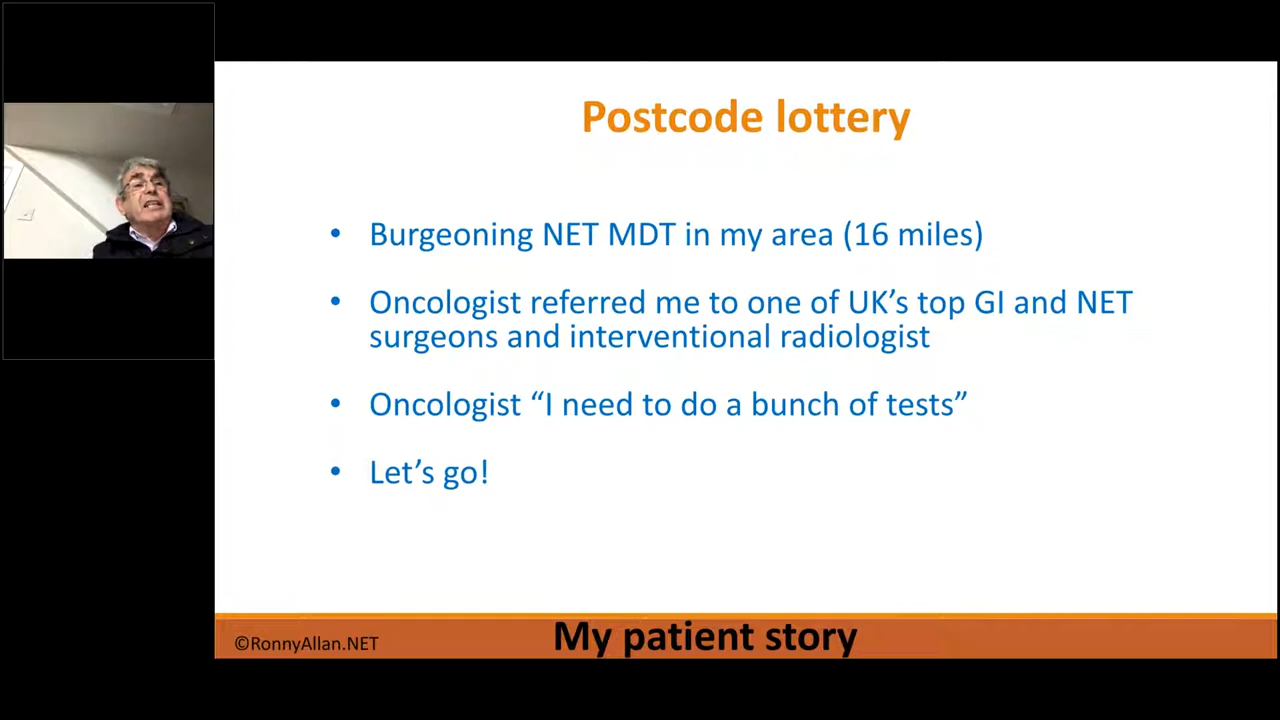 Postcode lottery
• Burgeoning NET MDT in my area (16 miles)
• Oncologist referred me to one of UK’s top GI and NET
surgeons and interventional radiologist
• Oncologist “I need to do a bunch of tests”
• Let’s go!
©RonnyAllan.NET
My patient story